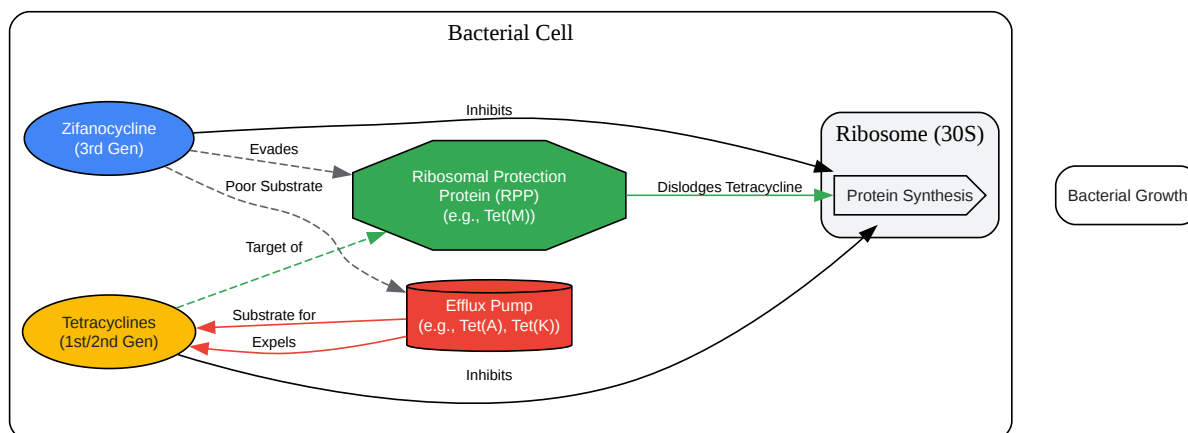 Bacterial Cell
Inhibits
Zifanocycline
(3rd Gen)
Evades
Poor Substrate
Ribosomal Protection
Protein (RPP)
(e.g., Tet(M))
Dislodges Tetracycline
Ribosome (30S)
Protein Synthesis
Bacterial Growth
Target of
Tetracyclines
(1st/2nd Gen)
Substrate for
Expels
Efflux Pump
(e.g., Tet(A), Tet(K))
Inhibits